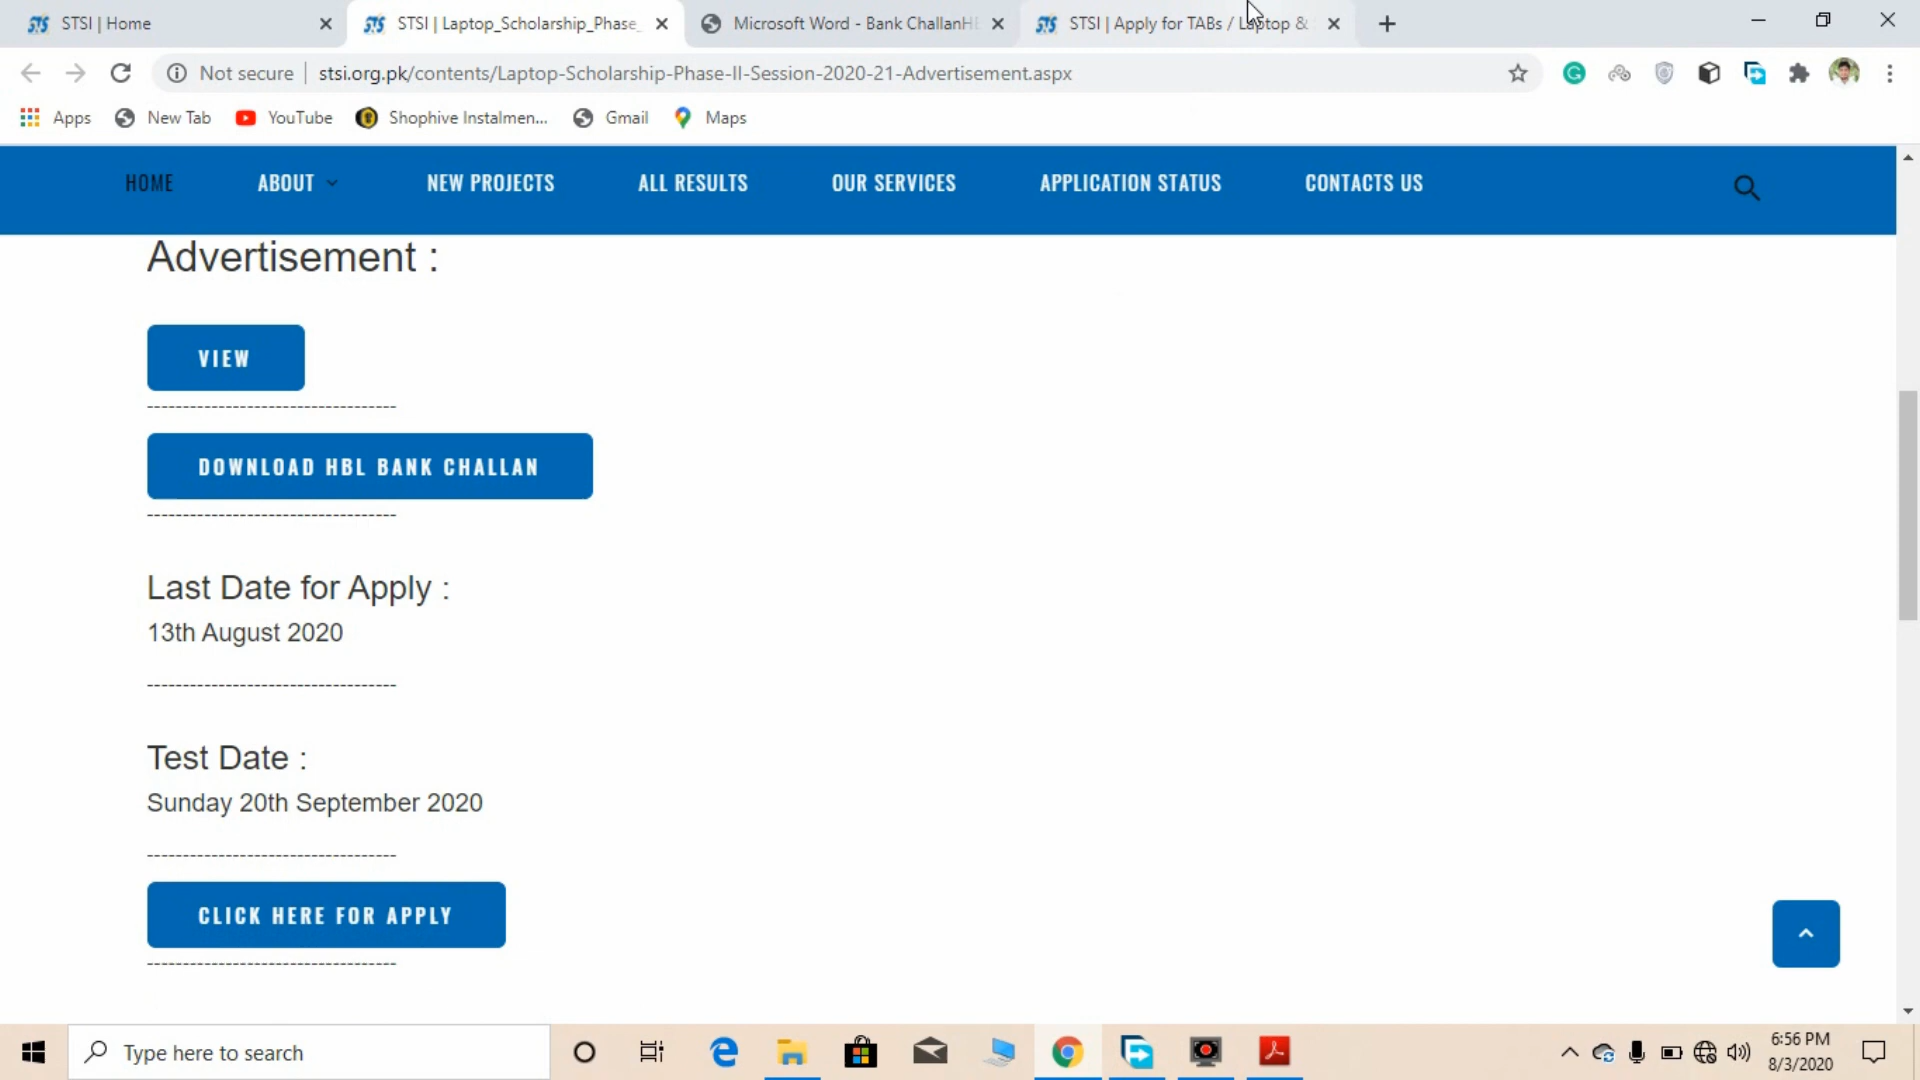 STSI | Home
STSI | Laptop_Scholarship_Phase_
Microsoft Word - Bank ChallanH
STSI | Apply for TABs / Laptop &
Not secure
stsi.org.pk/contents/Laptop-Scholarship-Phase-II-Session-2020-21-Advertisement.aspx
Apps
New Tab
YouTube
Shophive Instalmen...
Gmail
Maps
HOME
ABOUT
NEW PROJECTS
ALL RESULTS
OUR SERVICES
APPLICATION STATUS
CONTACTS US
Advertisement :
VIEW
-----------------------------------
DOWNLOAD HBL BANK CHALLAN
-----------------------------------
Last Date for Apply :
13th August 2020
-----------------------------------
Test Date :
Sunday 20th September 2020
-----------------------------------
CLICK HERE FOR APPLY
-----------------------------------
Type here to search
6:56 PM
8/3/2020